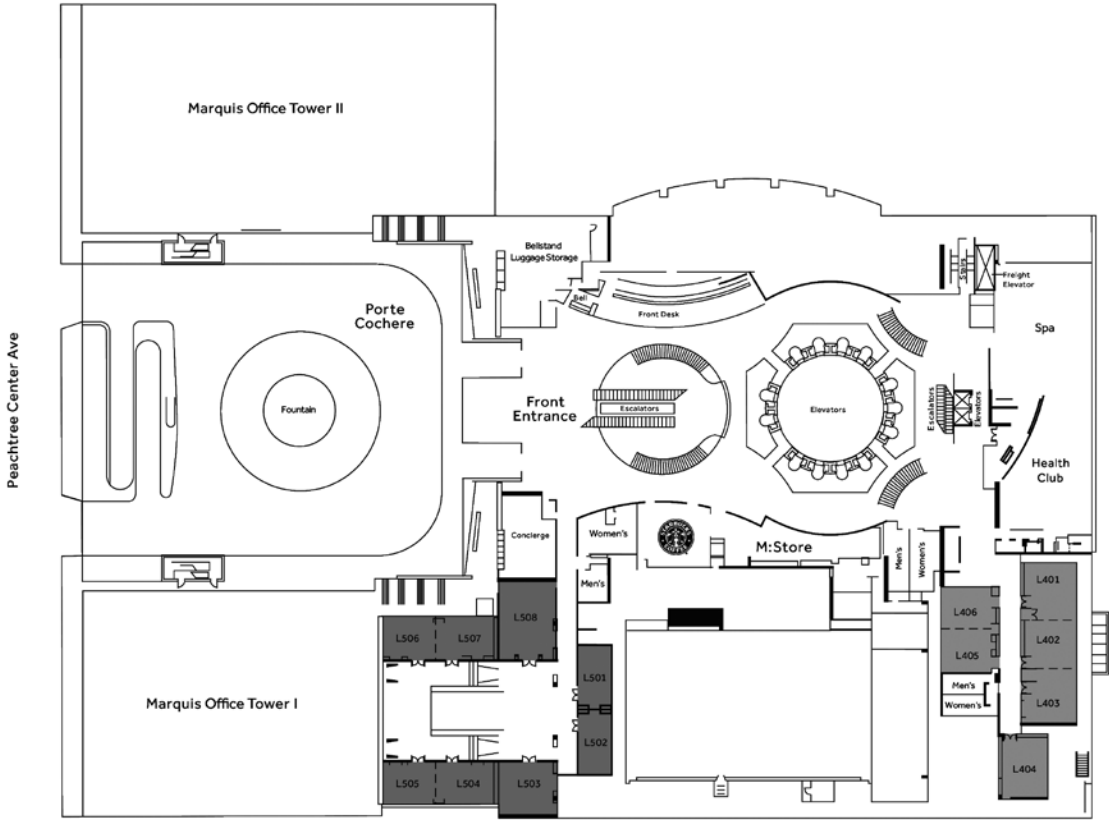 Marquis Office Tower II
Peachtree Center Ave
Bellstand
Luggage Storage
Bell
Front Desk
Porte
Cochere
Fountain
Front
Entrance
Escalators
Elevators
Escalators
Elevators
Stairs
Freight
Elevator
Spa
Health
Club
Concierge
Women's
Men's
STARBUCKS
COFFEE
M:Store
Men's
Women's
L508
L506
L507
L501
L502
L505
L504
L503
L406
L405
L401
L402
L403
Men's
Women's
L404
Marquis Office Tower I